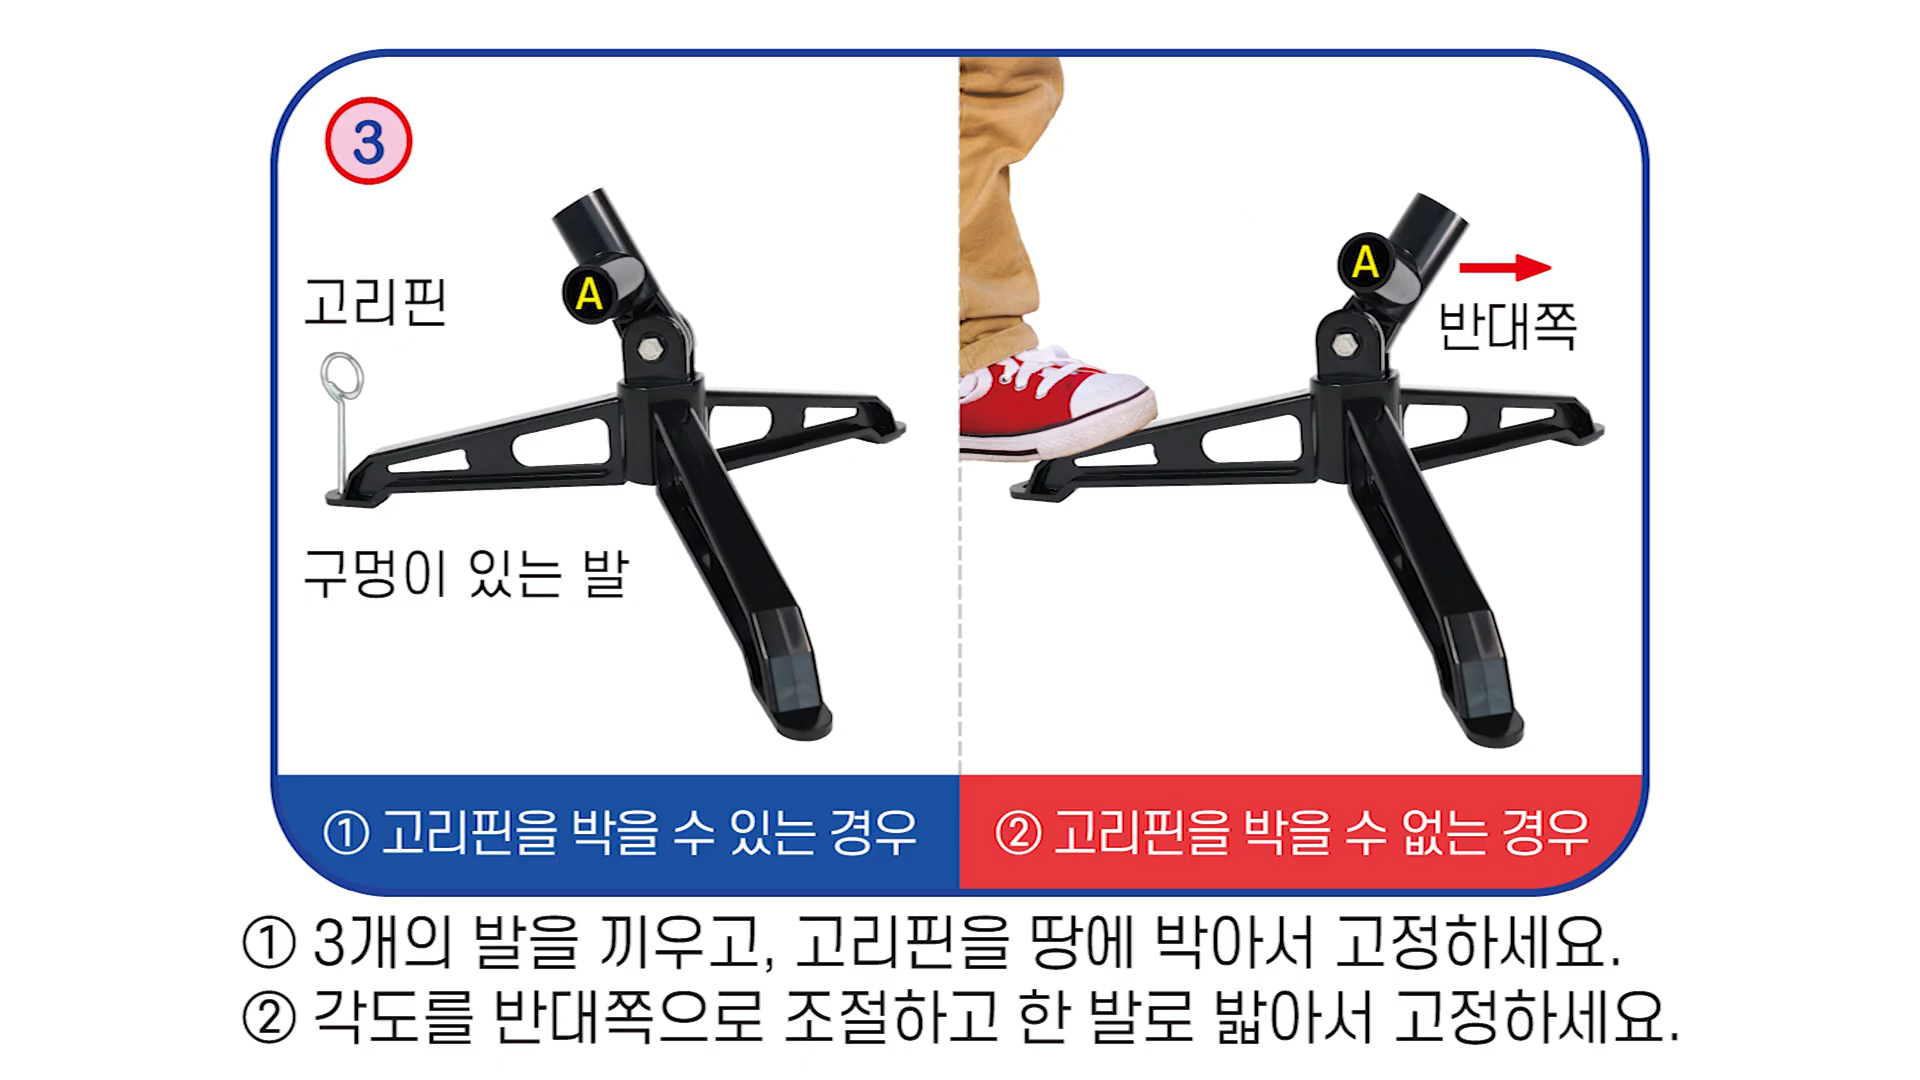 3
고리핀
A
구멍이 있는 발
A
반대쪽
① 고리핀을 박을 수 있는 경우
② 고리핀을 박을 수 없는 경우
① 3개의 발을 끼우고, 고리핀을 땅에 박아서 고정하세요.
② 각도를 반대쪽으로 조절하고 한 발로 밟아서 고정하세요.